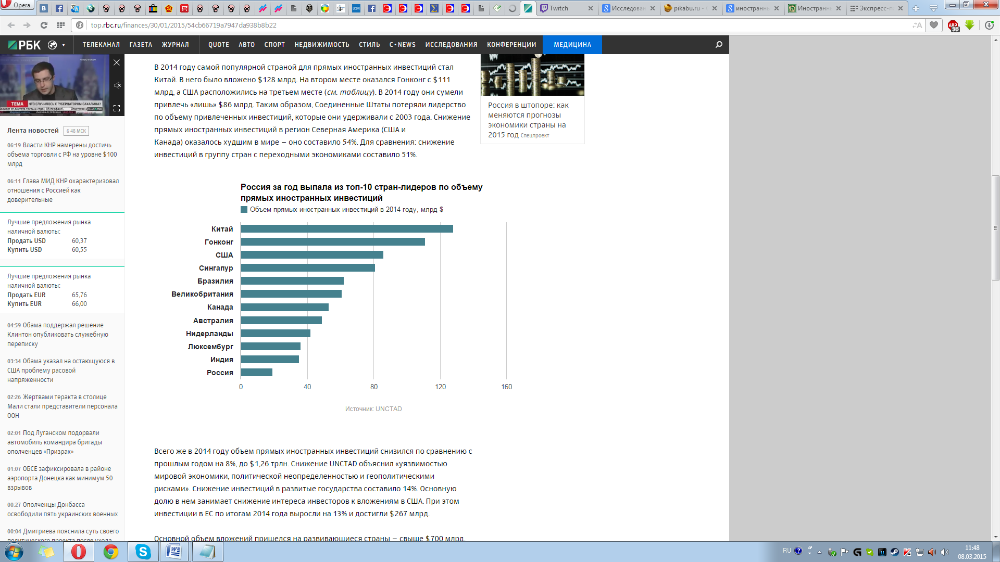 Opera
Twitch
Исследован
pikabu.ru -
иностранн
Иностранн
Экспресс-п
top.rbc.ru/finances/30/01/2015/54cb66719a7947da938b8b22
ABP
30
РБК
ТЕЛЕКАНАЛ ГАЗЕТА ЖУРНАЛ QUOTE АВТО СПОРТ НЕДВИЖИМОСТЬ СТИЛЬ C•NEWS ИССЛЕДОВАНИЯ КОНФЕРЕНЦИИ МЕДИЦИНА
ТЕМА ЧТО СЛУЧИЛОСЬ С ГУБЕРНАТОРОМ САХАЛИНА?
Лента новостей 6 48 МСК
06:19 Власти КНР намерены достичь
объема торговли с РФ на уровне $100
млрд
06:11 Глава МИД КНР охарактеризовал
отношения с Россией как
доверительные
Лучшие предложения рынка
наличной валюты:
Продать USD 60,37
Купить USD 60,55
Лучшие предложения рынка
наличной валюты:
Продать EUR 65,76
Купить EUR 66,00
04:59 Обама поддержал решение
Клинтон опубликовать служебную
переписку
03:34 Обама указал на остающуюся в
США проблему расовой
напряженности
02:26 Жертвами теракта в столице
Мали стали представители персонала
ООН
02:01 Под Луганском подорвали
автомобиль командира бригады
ополченцев «Призрак»
01:07 ОБСЕ зафиксировала в районе
аэропорта Донецка как минимум 50
взрывов
00:27 Ополченцы Донбасса
освободили пять украинских военных
00:04 Дмитриева пояснила суть своего
политического проекта после ухода
В 2014 году самой популярной страной для прямых иностранных инвестиций стал
Китай. В него было вложено $128 млрд. На втором месте оказался Гонконг с $111
млрд, а США расположились на третьем месте (см. таблицу). В 2014 году они сумели
привлечь «лишь» $86 млрд. Таким образом, Соединенные Штаты потеряли лидерство
по объему привлеченных инвестиций, которые они удерживали с 2003 года. Снижение
прямых иностранных инвестиций в регион Северная Америка (США и
Канада) оказалось худшим в мире – оно составило 54%. Для сравнения: снижение
инвестиций в группу стран с переходными экономиками составило 51%.
Россия в штопоре: как
меняются прогнозы
экономики страны на
2015 год Спецпроект
Россия за год выпала из топ-10 стран-лидеров по объему
прямых иностранных инвестиций
Объем прямых иностранных инвестиций в 2014 году, млрд $
Китай
Гонконг
США
Сингапур
Бразилия
Великобритания
Канада
Австралия
Нидерланды
Люксембург
Индия
Россия
0 40 80 120 160
Источник: UNCTAD
Всего же в 2014 году объем прямых иностранных инвестиций снизился по сравнению с
прошлым годом на 8%, до $1,26 трлн. Снижение UNCTAD объяснил «уязвимостью
мировой экономики, политической неопределенностью и геополитическими
рисками». Снижение инвестиций в развитые государства составило 14%. Основную
долю в нем занимает снижение интереса инвесторов к вложениям в США. При этом
инвестиции в ЕС по итогам 2014 года выросли на 13% и достигли $267 млрд.
Основной объем вложений пришелся на развивающиеся страны – свыше $700 млрд.
RU
11:48
08.03.2015